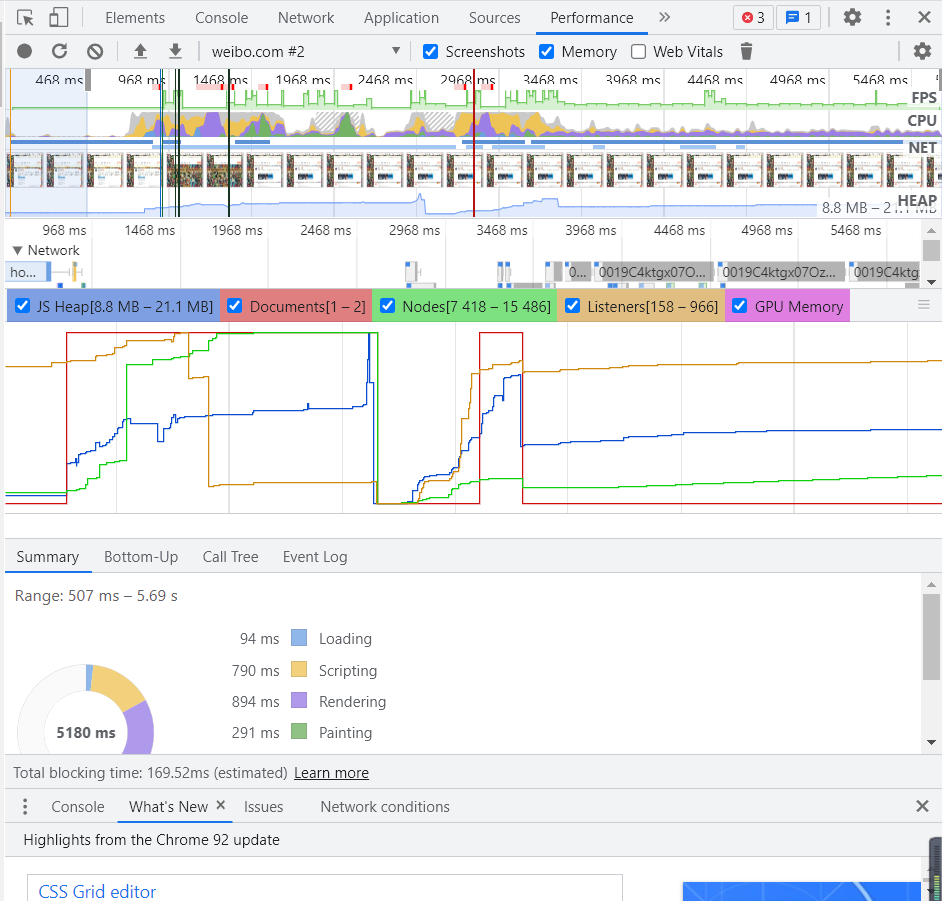 Elements Console Network Application Sources Performance » 3 1
weibo.com #2 Screenshots Memory Web Vitals
468 ms 968 ms 1468 ms 1968 ms 2468 ms 2968 ms 3468 ms 3968 ms 4468 ms 4968 ms 5468 ms
FPS
CPU
NET
HEAP
8.8 MB – 21.1 MB
968 ms 1468 ms 1968 ms 2468 ms 2968 ms 3468 ms 3968 ms 4468 ms 4968 ms 5468 ms
Network
ho... 0... 0019C4ktgx07O... 0019C4ktgx07Oz... 0019C4ktg
JS Heap[8.8 MB – 21.1 MB] Documents[1 – 2] Nodes[7 418 – 15 486] Listeners[158 – 966] GPU Memory
Summary Bottom-Up Call Tree Event Log
Range: 507 ms – 5.69 s
94 ms Loading
790 ms Scripting
894 ms Rendering
5180 ms
291 ms Painting
Total blocking time: 169.52ms (estimated) Learn more
Console What's New × Issues Network conditions
Highlights from the Chrome 92 update
CSS Grid editor